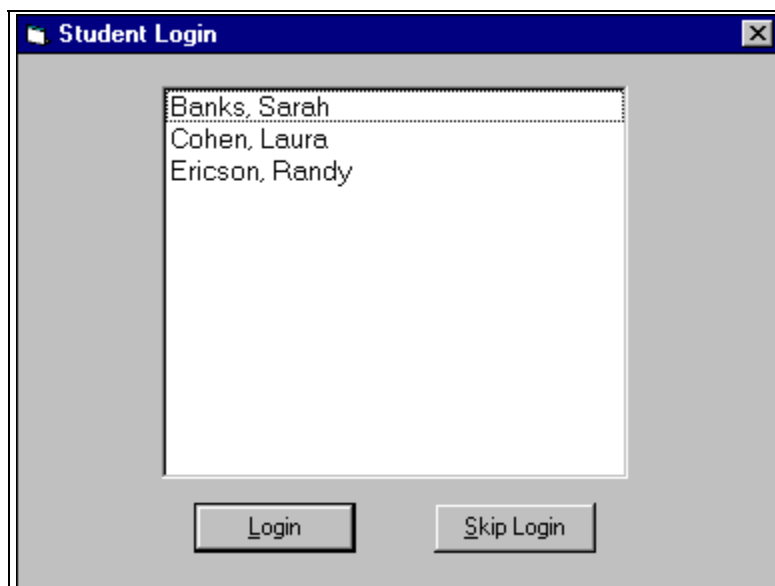 Student Login
Banks, Sarah
Cohen, Laura
Ericson, Randy
Login
Skip Login